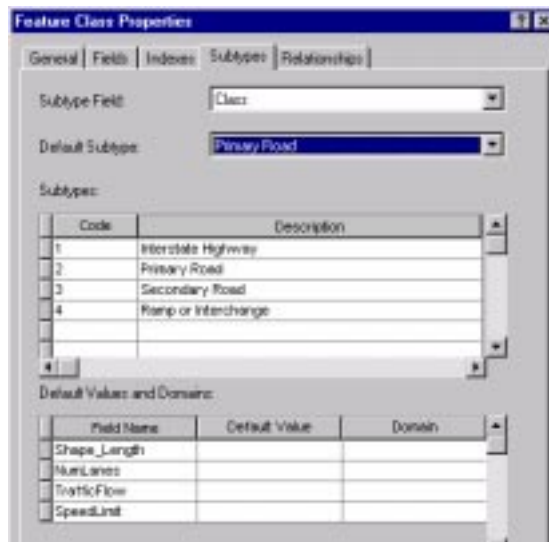 Feature Class Properties
General Fields Indexes Subtypes Relationships
Subtype Field: Class
Default Subtype: Primary Road
Subtypes:
Code Description
1 Interstate Highway
2 Primary Road
3 Secondary Road
4 Ramp or Interchange
Default Values and Domains:
Field Name Default Value Domain
Shape_Length
NumLanes
TrafficFlow
SpeedLimit